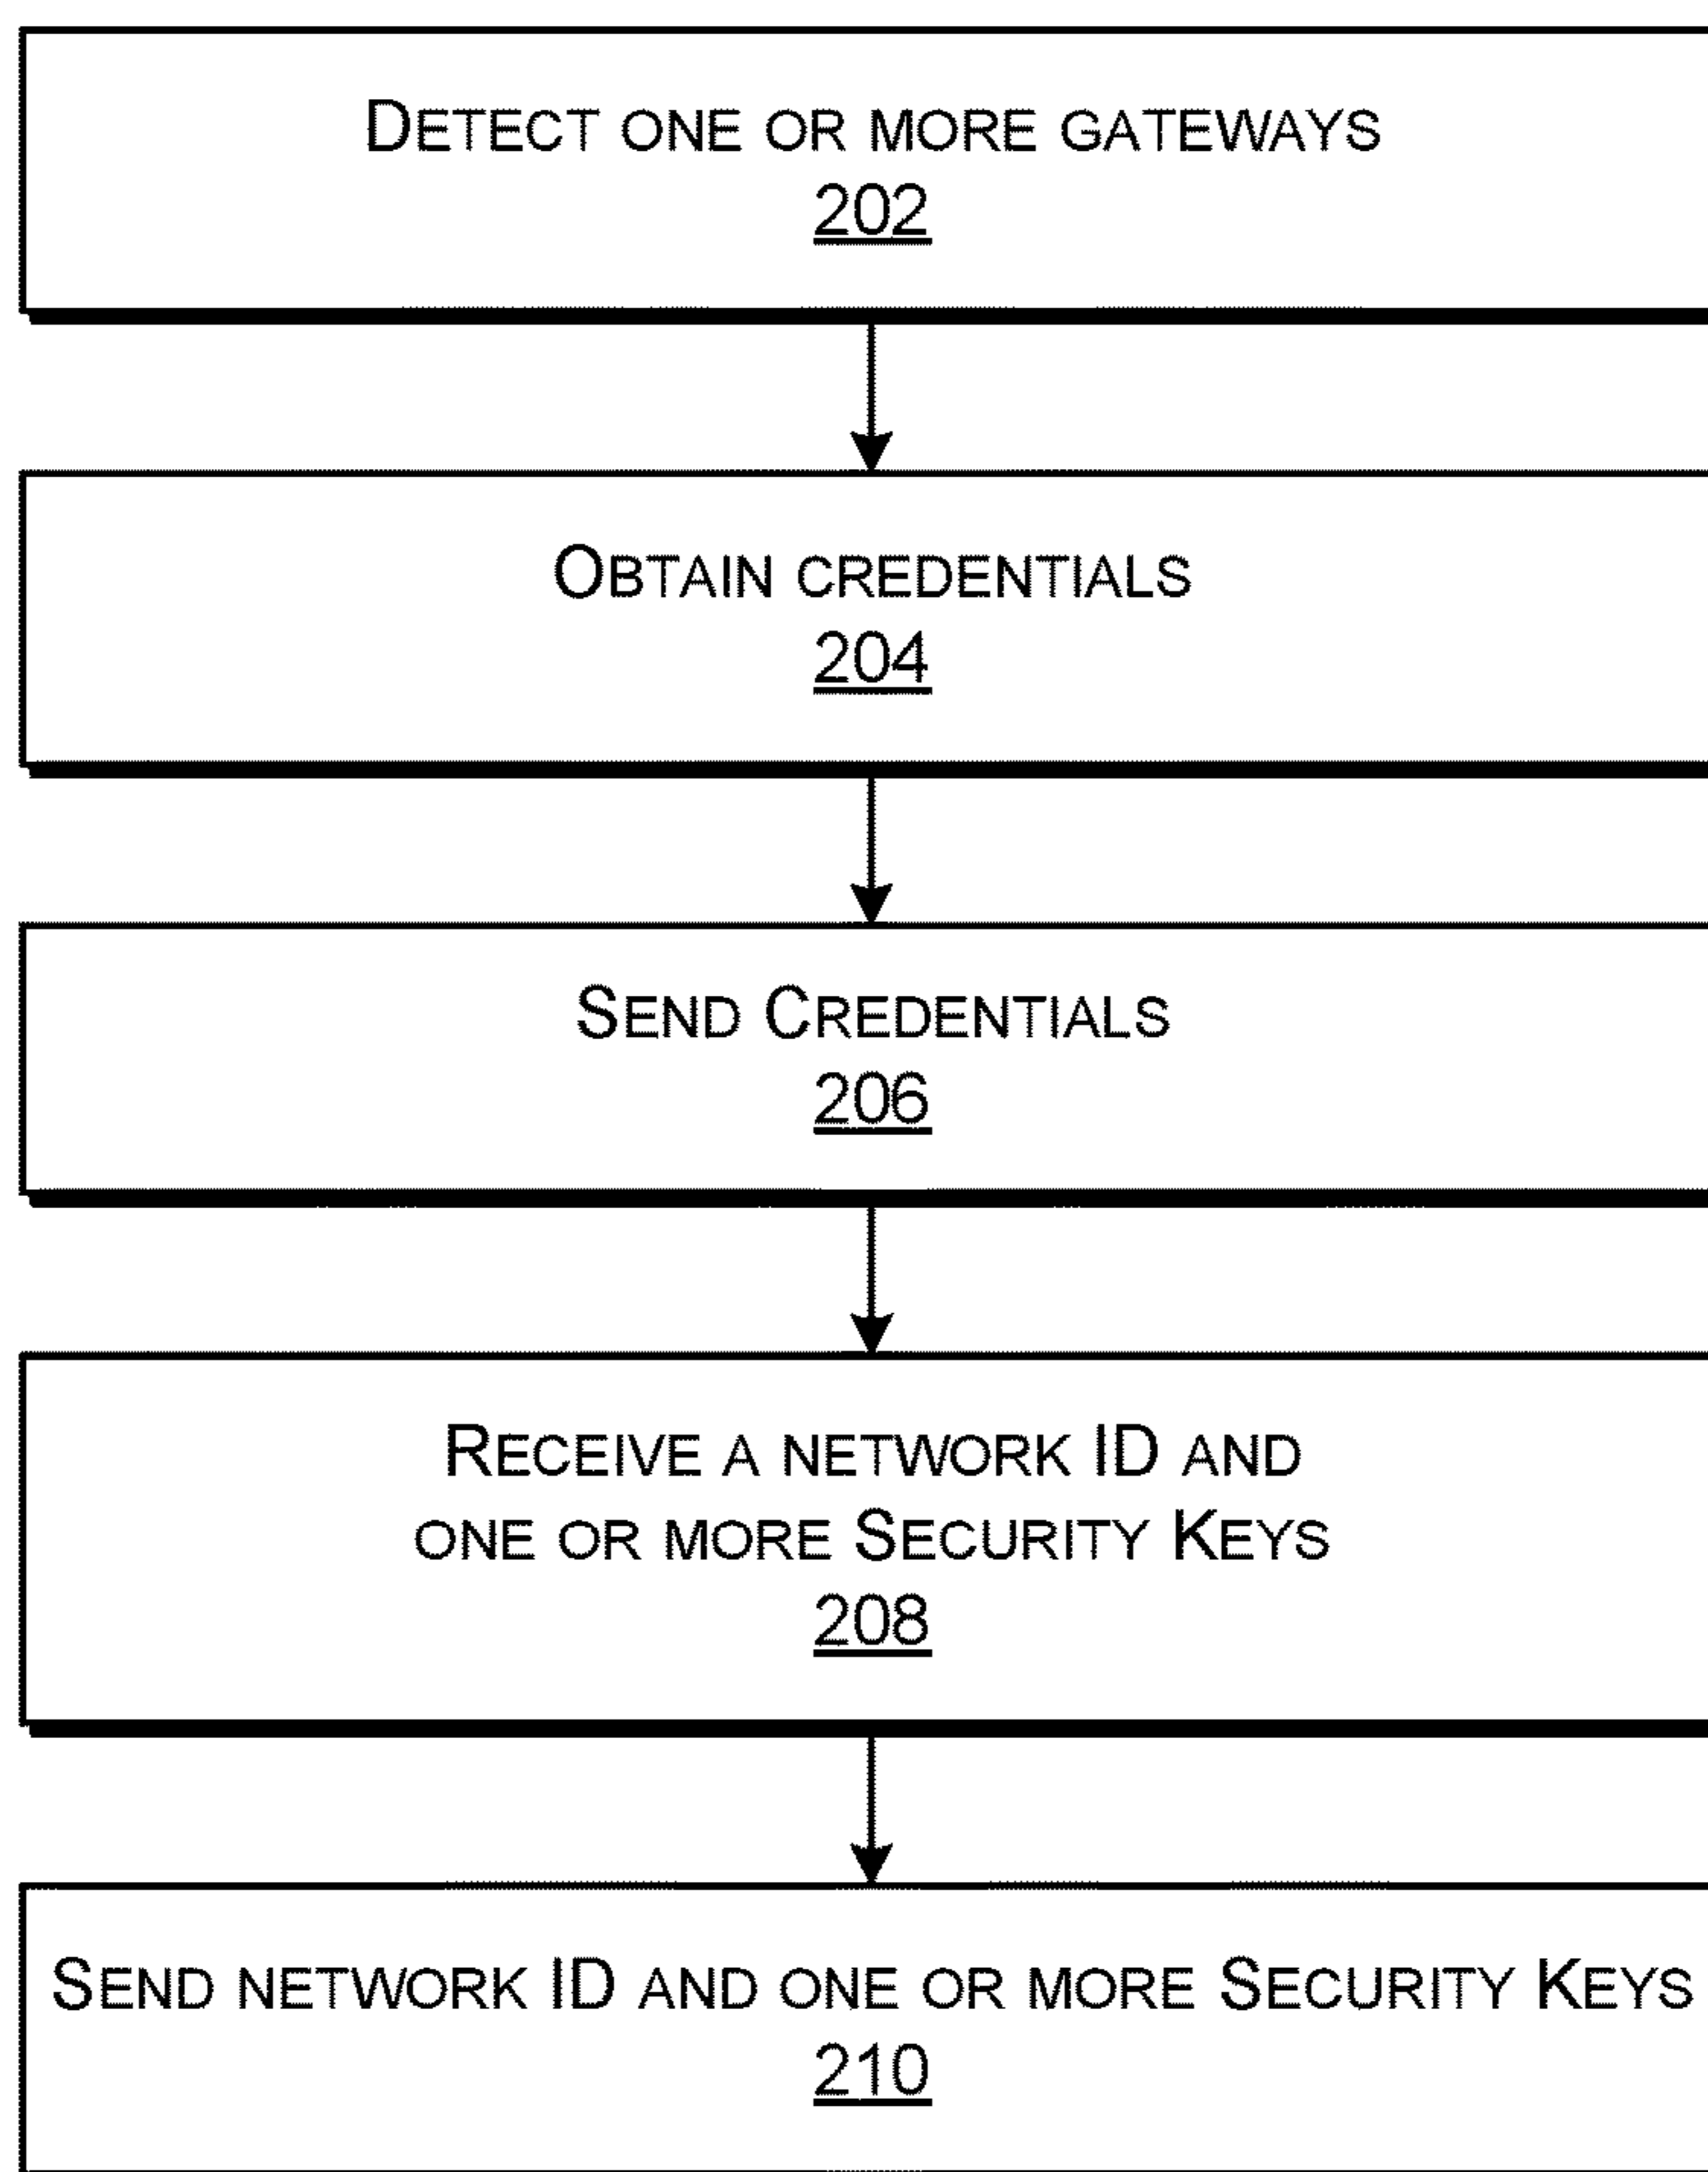 DETECT ONE OR MORE GATEWAYS
202
OBTAIN CREDENTIALS
204
SEND CREDENTIALS
206
RECEIVE A NETWORK ID AND
ONE OR MORE SECURITY KEYS
208
SEND NETWORK ID AND ONE OR MORE SECURITY KEYS
210